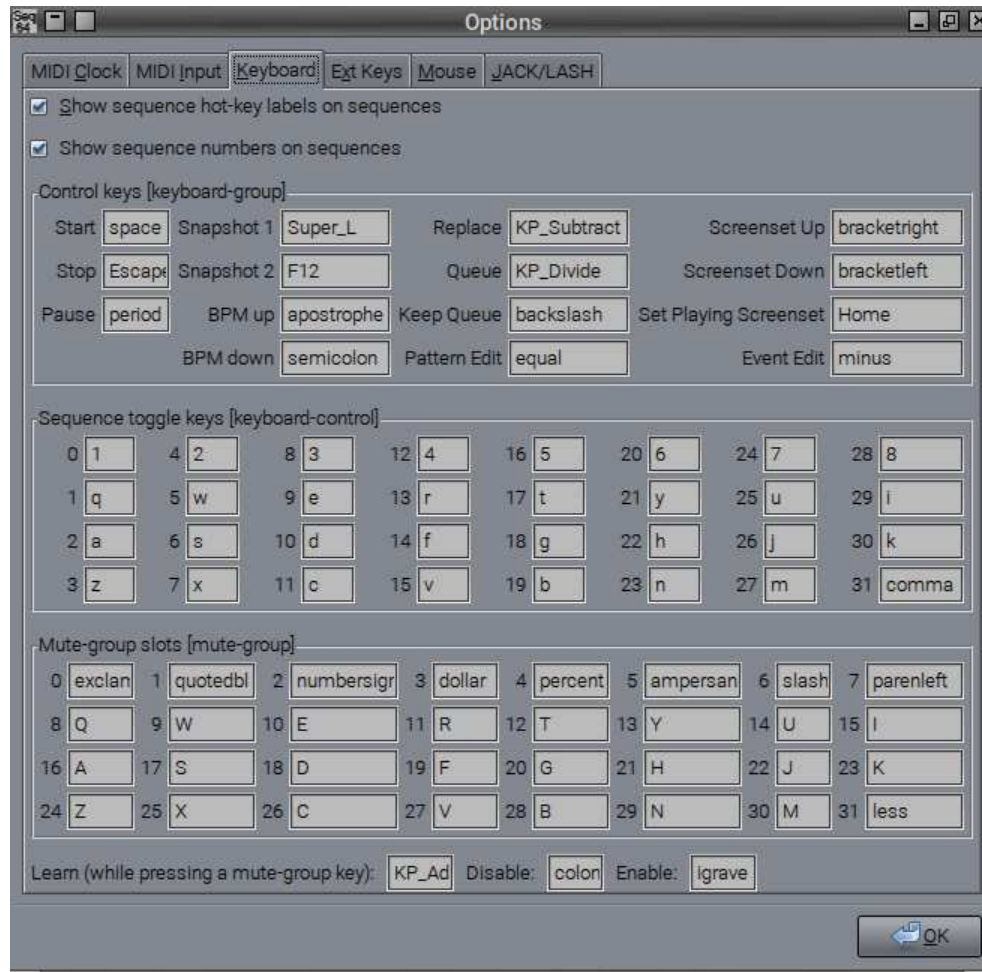 Seq 64
Options
MIDI Clock MIDI Input Keyboard Ext Keys Mouse JACK/LASH
Show sequence hot-key labels on sequences
Show sequence numbers on sequences
Control keys [keyboard-group]
Start space Snapshot 1 Super_L Replace KP_Subtract Screenset Up bracketright
Stop Escape Snapshot 2 F12 Queue KP_Divide Screenset Down bracketleft
Pause period BPM up apostrophe Keep Queue backslash Set Playing Screenset Home
BPM down semicolon Pattern Edit equal Event Edit minus
Sequence toggle keys [keyboard-control]
0 1 4 2 8 3 12 4 16 5 20 6 24 7 28 8
1 q 5 w 9 e 13 r 17 t 21 y 25 u 29 i
2 a 6 s 10 d 14 f 18 g 22 h 26 j 30 k
3 z 7 x 11 c 15 v 19 b 23 n 27 m 31 comma
Mute-group slots [mute-group]
0 exclan 1 quotedbl 2 numbersigr 3 dollar 4 percent 5 ampersan 6 slash 7 parenleft
8 Q 9 W 10 E 11 R 12 T 13 Y 14 U 15 I
16 A 17 S 18 D 19 F 20 G 21 H 22 J 23 K
24 Z 25 X 26 C 27 V 28 B 29 N 30 M 31 less
Learn (while pressing a mute-group key): KP_Ad Disable: colon Enable: igrave
OK